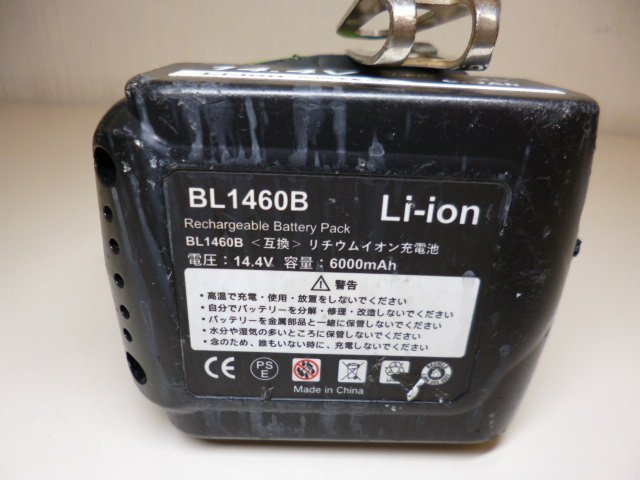 14.4V
BL1460B
Li-ion
Rechargeable Battery Pack
BL1460B ＜互換＞ リチウムイオン充電池
電圧：14.4V 容量：6000mAh
警告
・高温で充電・使用・放置をしないでください
・自分でバッテリーを分解・修理・改造しないでください
・バッテリーを金属部品と一緒に保管しないでください
・水分や湿気の多いところに保管しないでください
・念のため、誰もいない時に、充電しないでください
CE
PS
E
Made in China